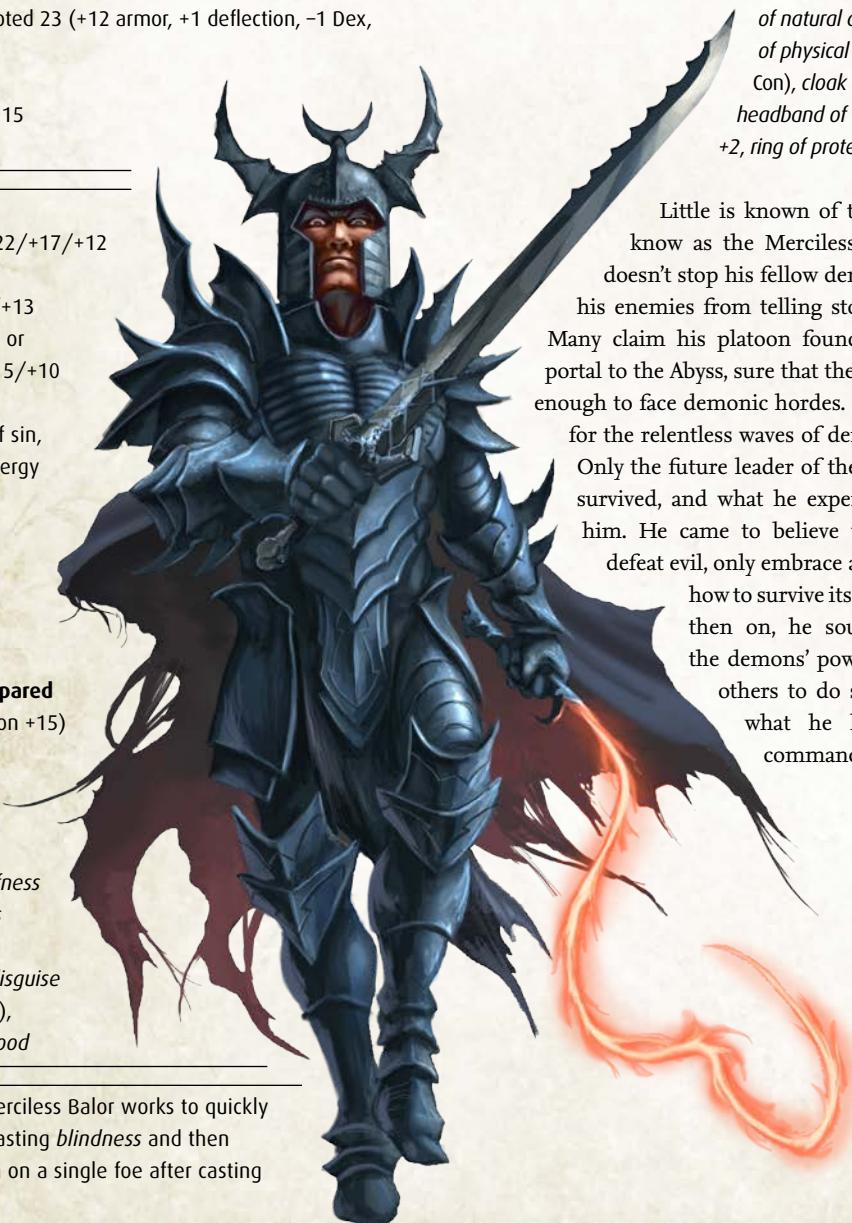 oted 23 (+12 armor, +1 deflection, –1 Dex,
15
22/+17/+12
/+13
or
5/+10
f sin,
ergy
pared
on +15)
fness
disguise
),
ood
erciless Balor works to quickly
asting blindness and then
on a single foe after casting
of natural
of physical
Con), cloak
headband of
+2, ring of prote
Little is known of t
know as the Merciless
doesn't stop his fellow der
his enemies from telling sto
Many claim his platoon found
portal to the Abyss, sure that the
enough to face demonic hordes.
for the relentless waves of der
Only the future leader of the
survived, and what he exper
him. He came to believe
defeat evil, only embrace a
how to survive its
then on, he sou
the demons' pow
others to do s
what he
command